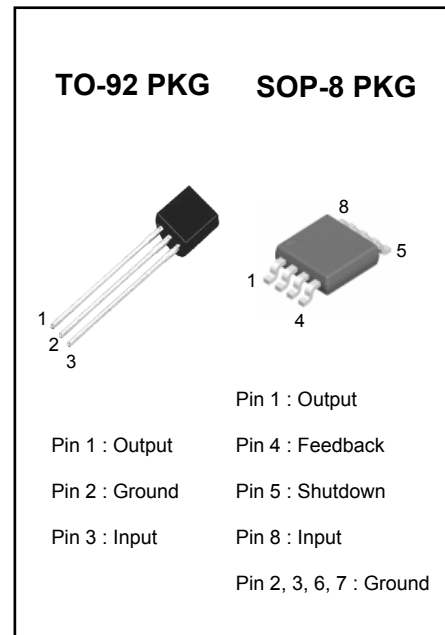 TO-92 PKG SOP-8 PKG
8
5
1
4
1
2
3
Pin 1 : Output
Pin 2 : Ground
Pin 3 : Input
Pin 1 : Output
Pin 4 : Feedback
Pin 5 : Shutdown
Pin 8 : Input
Pin 2, 3, 6, 7 : Ground